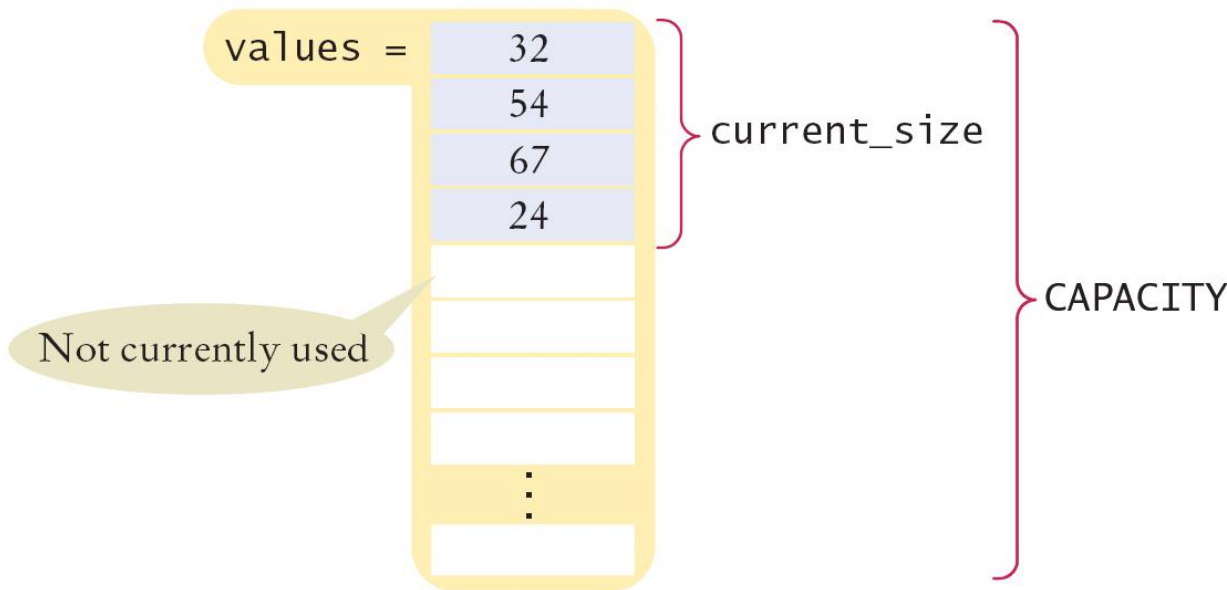 values =
32
54
67
24
current_size
CAPACITY
Not currently used
⋮